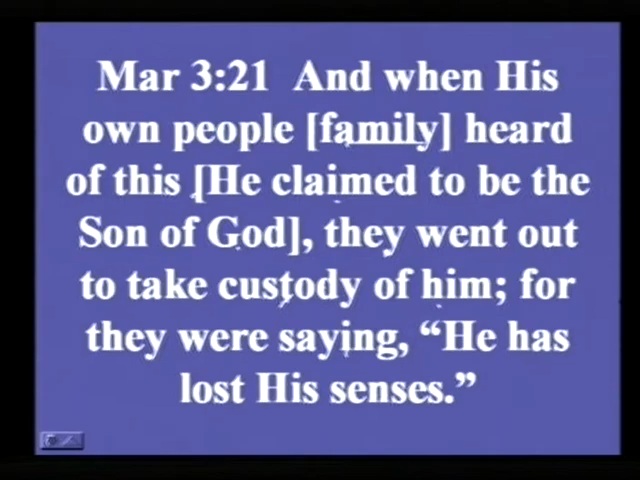 Mar 3:21 And when His
own people [family] heard
of this [He claimed to be the
Son of God], they went out
to take custody of him; for
they were saying, “He has
lost His senses.”